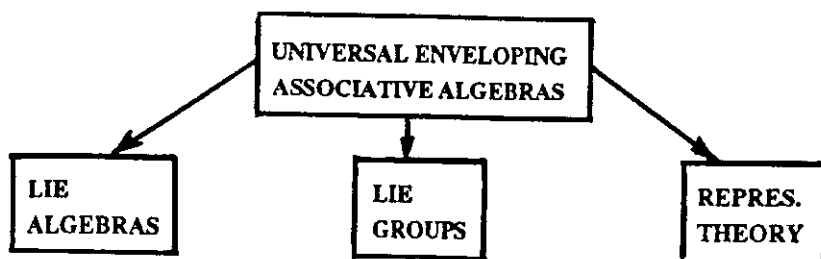 UNIVERSAL ENVELOPING
ASSOCIATIVE ALGEBRAS
LIE
ALGEBRAS
LIE
GROUPS
REPRES.
THEORY